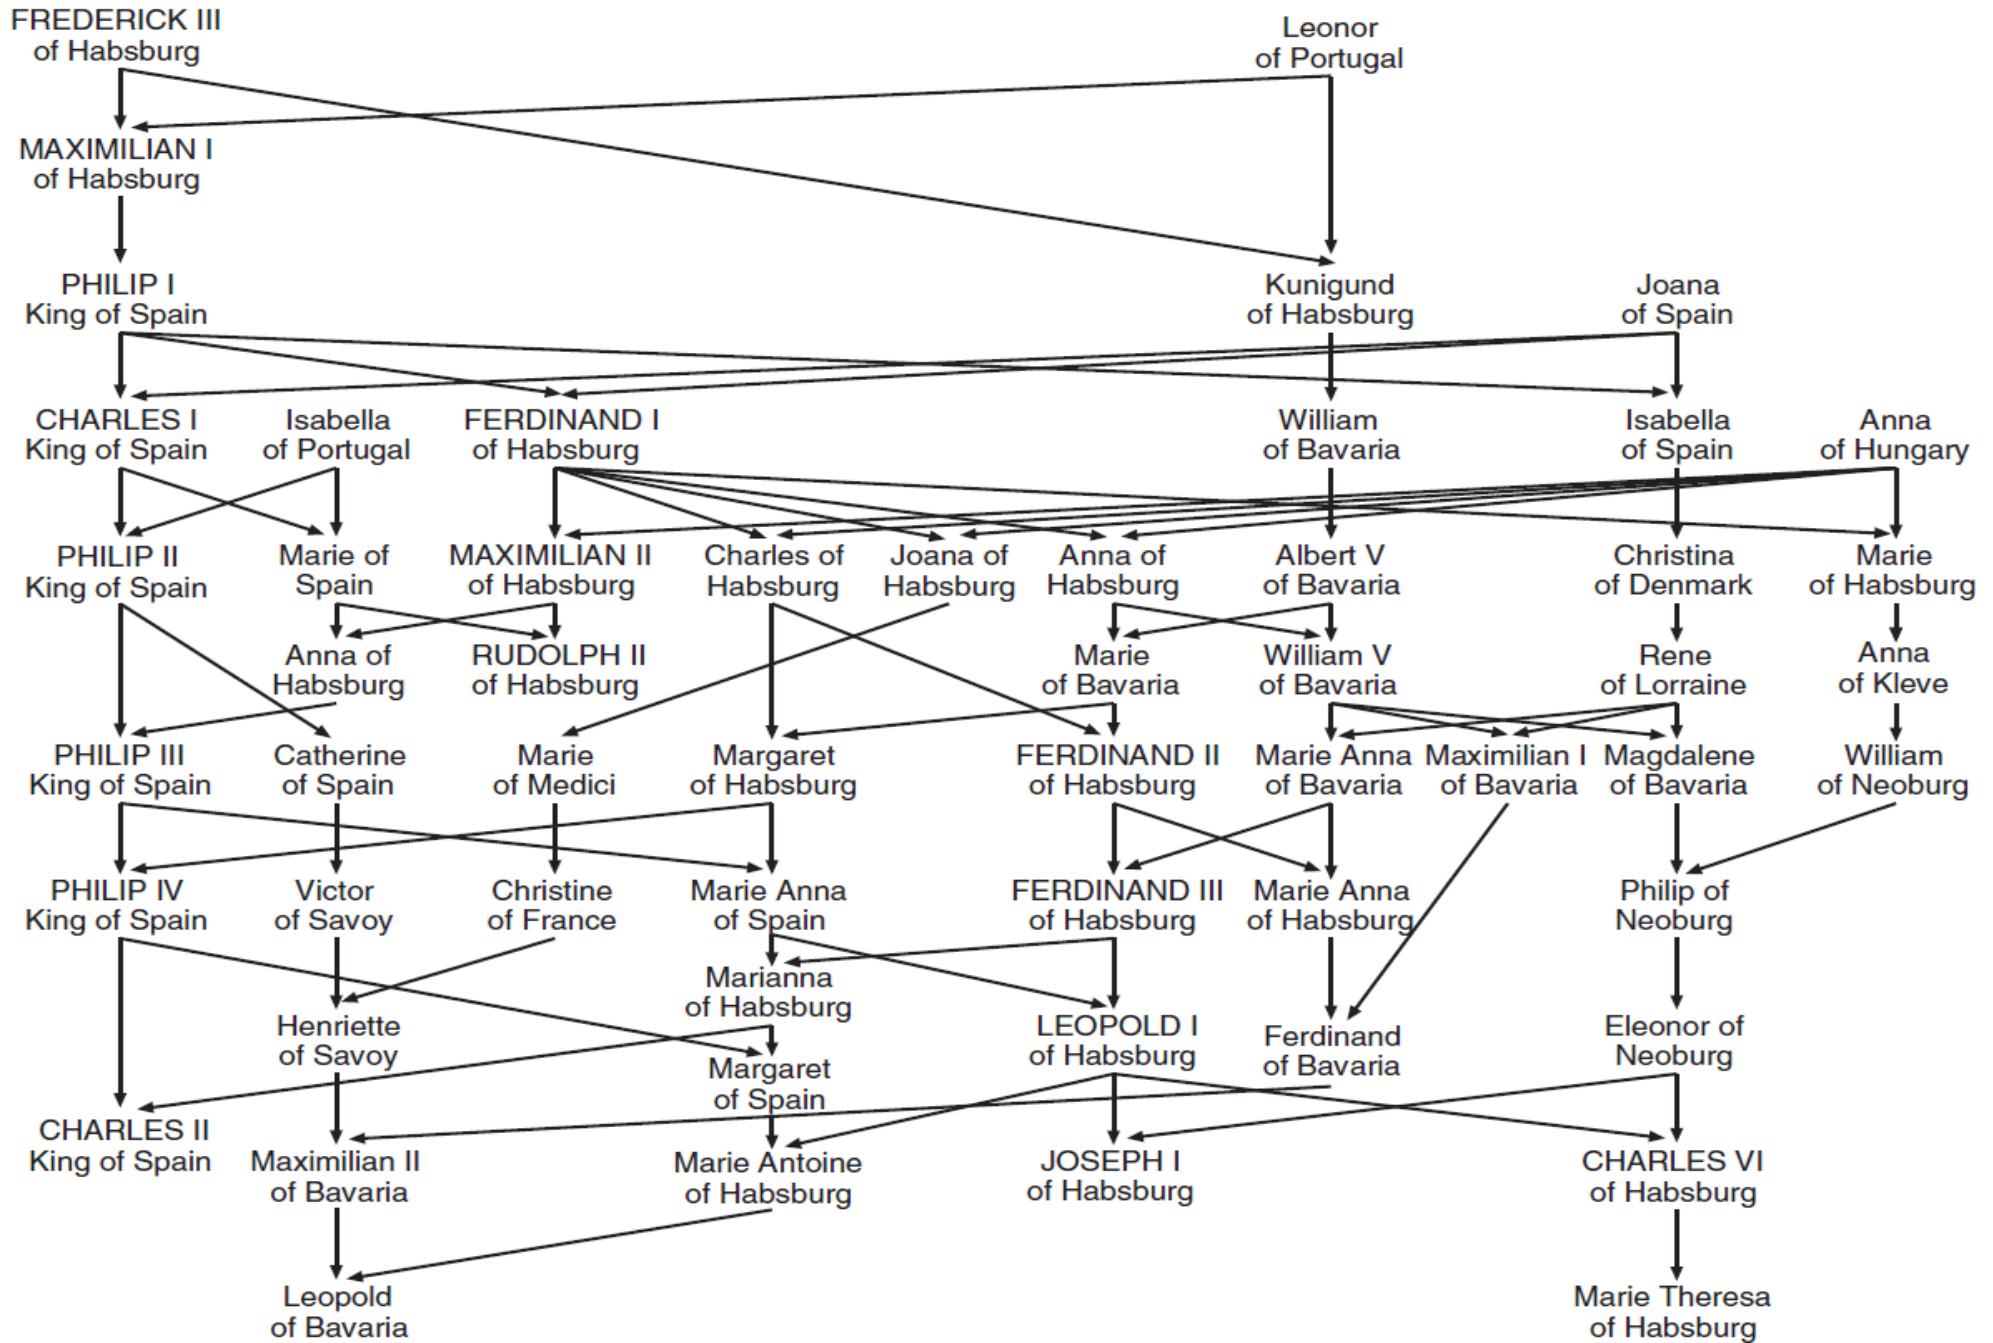 FREDERICK III
of Habsburg
Leonor
of Portugal
MAXIMILIAN I
of Habsburg
PHILIP I
King of Spain
Kunigund
of Habsburg
Joana
of Spain
CHARLES I
King of Spain
Isabella
of Portugal
FERDINAND I
of Habsburg
William
of Bavaria
Isabella
of Spain
Anna
of Hungary
PHILIP II
King of Spain
Marie of
Spain
MAXIMILIAN II
of Habsburg
Charles of
Habsburg
Joana of
Habsburg
Anna of
Habsburg
Albert V
of Bavaria
Christina
of Denmark
Marie
of Habsburg
Anna of
Habsburg
RUDOLPH II
of Habsburg
Marie
of Bavaria
William V
of Bavaria
Rene
of Lorraine
Anna
of Kleve
PHILIP III
King of Spain
Catherine
of Spain
Marie
of Medici
Margaret
of Habsburg
FERDINAND II
of Habsburg
Marie Anna
of Bavaria
Maximilian I
of Bavaria
Magdalene
of Bavaria
William
of Neoburg
PHILIP IV
King of Spain
Victor
of Savoy
Christine
of France
Marie Anna
of Spain
FERDINAND III
of Habsburg
Marie Anna
of Habsburg
Philip of
Neoburg
Marianna
of Habsburg
Henriette
of Savoy
LEOPOLD I
of Habsburg
Ferdinand
of Bavaria
Eleonor of
Neoburg
Margaret
of Spain
CHARLES II
King of Spain
Maximilian II
of Bavaria
Marie Antoine
of Habsburg
JOSEPH I
of Habsburg
CHARLES VI
of Habsburg
Leopold
of Bavaria
Marie Theresa
of Habsburg